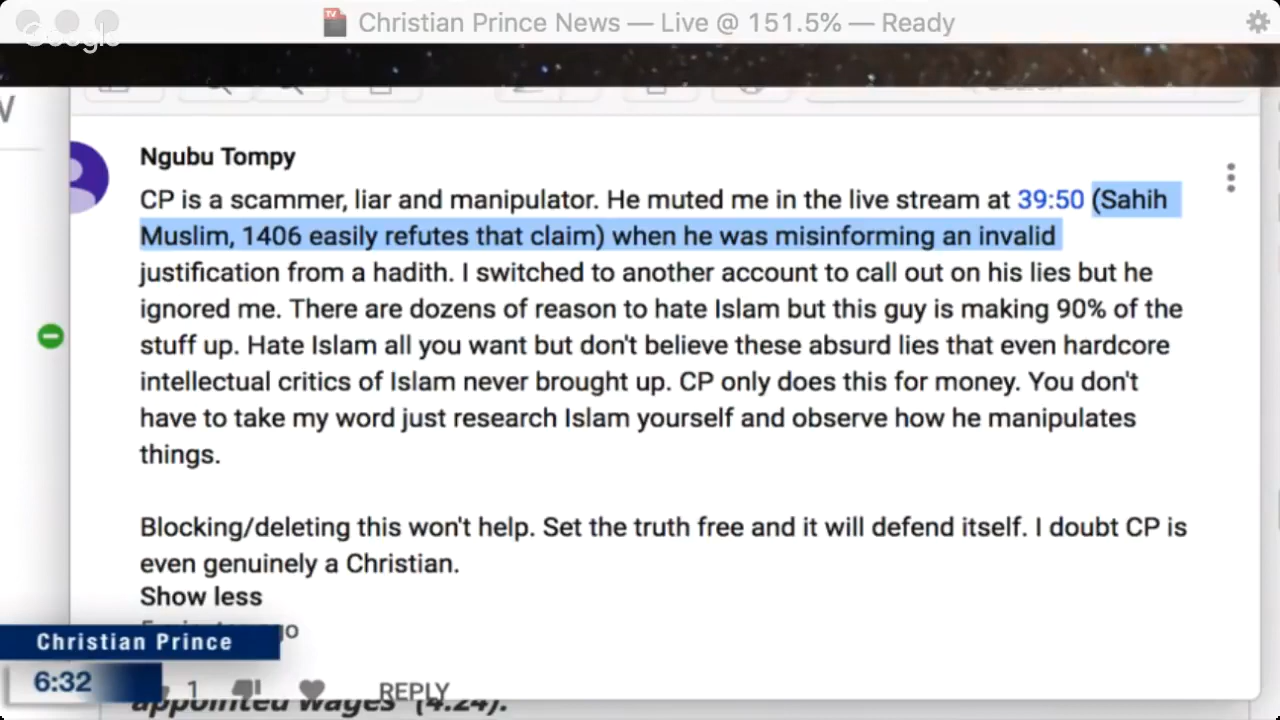 Christian Prince News — Live @ 151.5% — Ready
Google
Ngubu Tompy
CP is a scammer, liar and manipulator. He muted me in the live stream at 39:50 (Sahih
Muslim, 1406 easily refutes that claim) when he was misinforming an invalid
justification from a hadith. I switched to another account to call out on his lies but he
ignored me. There are dozens of reason to hate Islam but this guy is making 90% of the
stuff up. Hate Islam all you want but don't believe these absurd lies that even hardcore
intellectual critics of Islam never brought up. CP only does this for money. You don't
have to take my word just research Islam yourself and observe how he manipulates
things.
Blocking/deleting this won't help. Set the truth free and it will defend itself. I doubt CP is
even genuinely a Christian.
Show less
Christian Prince
6:32
1 REPLY
appointed wages" (4:24).